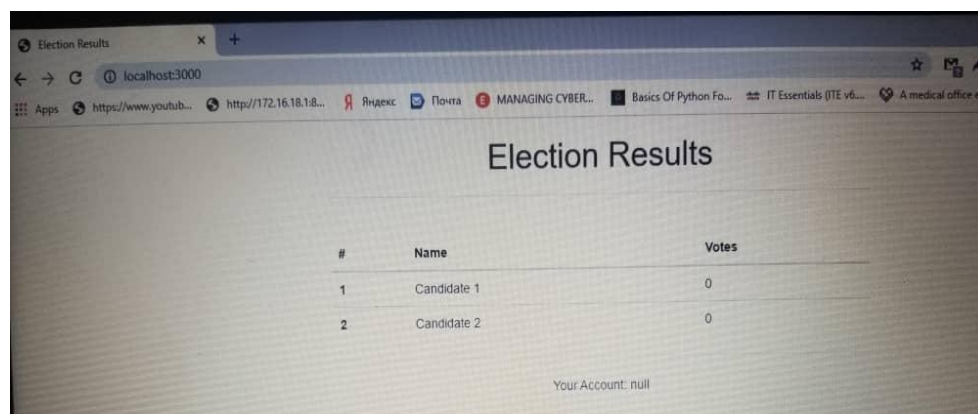 Election Results
localhost:3000
Apps https://www.youtub... http://172.16.18.1:8... Яндекс Почта MANAGING CYBER... Basics Of Python Fo... IT Essentials (ITE v6.... A medical office
Election Results
# Name Votes
1 Candidate 1 0
2 Candidate 2 0
Your Account: null